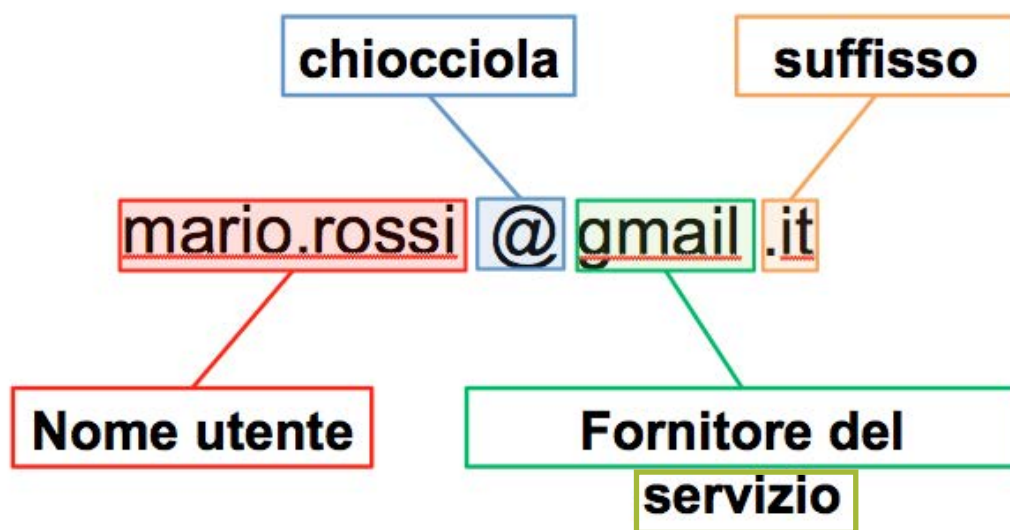 chiocciola suffisso
mario.rossi @ gmail .it
Nome utente Fornitore del
servizio